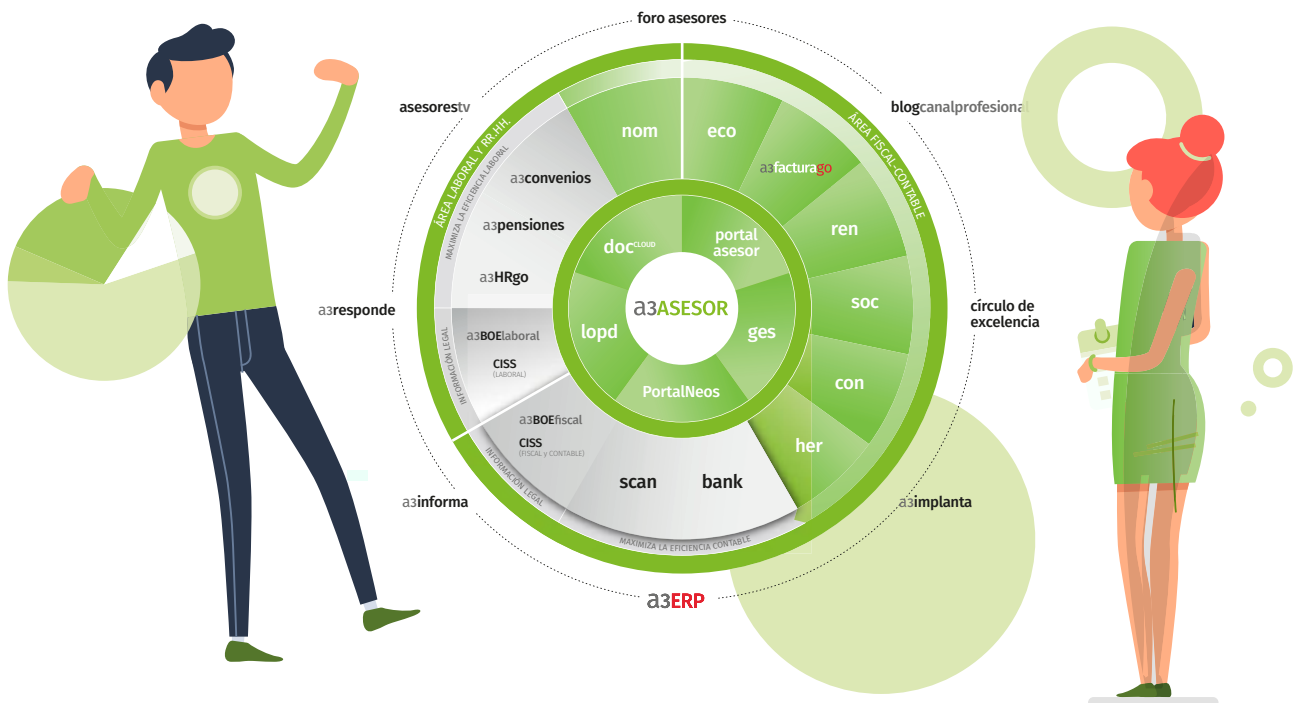 foro asesores
asesorestv
blogcanalprofesional
ÁREA LABORAL Y RR.HH.
ÁREA FISCAL-CONTABLE
MAXIMIZA LA EFICIENCIA LABORAL
nom
eco
a3facturago
a3convenios
a3pensiones
ren
a3HRgo
doc CLOUD
portal
asesor
a3responde
a3ASESOR
soc
círculo de
excelencia
lopd
ges
INFORMACIÓN LEGAL
a3BOElaboral
CISS
(LABORAL)
PortalNeos
con
a3BOEfiscal
CISS
(FISCAL y CONTABLE)
her
INFORMACIÓN LEGAL
scan
bank
a3informa
a3implanta
MAXIMIZA LA EFICIENCIA CONTABLE
a3ERP